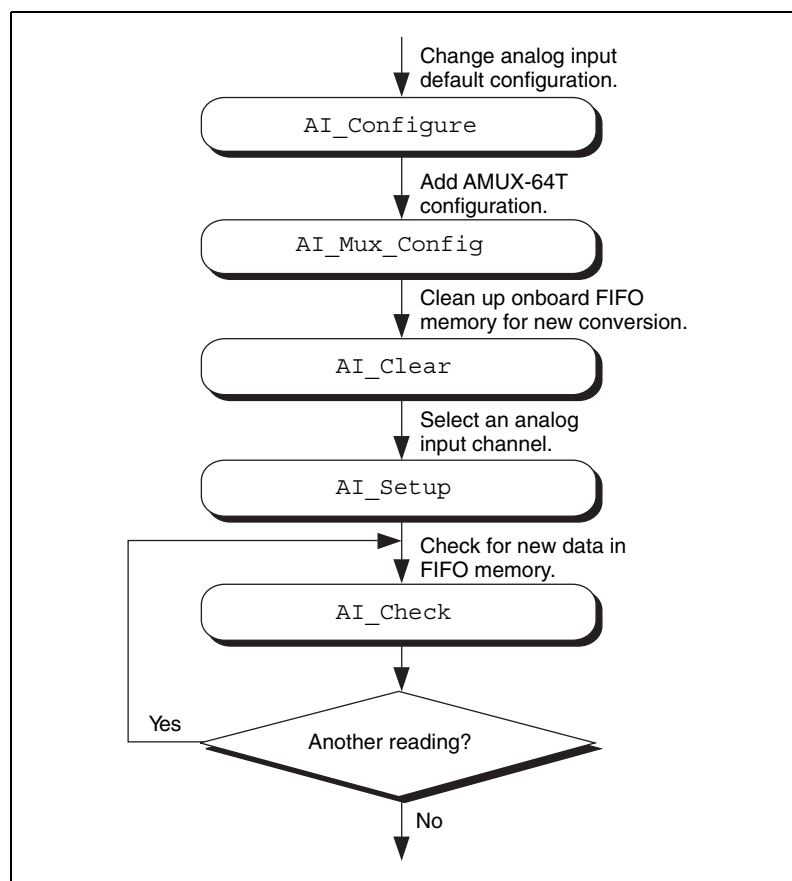 Change analog input
default configuration.
AI_Configure
Add AMUX-64T
configuration.
AI_Mux_Config
Clean up onboard FIFO
memory for new conversion.
AI_Clear
Select an analog
input channel.
AI_Setup
Check for new data in
FIFO memory.
AI_Check
Yes
Another reading?
No